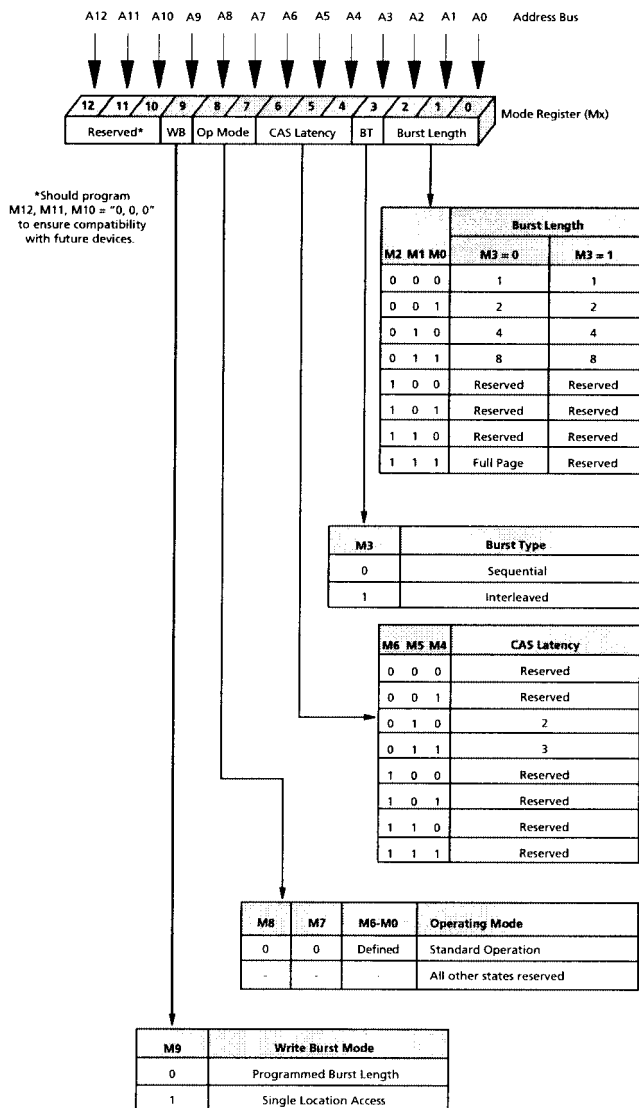 A12 A11 A10 A9 A8 A7 A6 A5 A4 A3 A2 A1 A0 Address Bus
12 11 10 9 8 7 6 5 4 3 2 1 0
Mode Register (Mx)
Reserved* WB Op Mode CAS Latency BT Burst Length
*Should program
M12, M11, M10 = "0, 0, 0"
to ensure compatibility
with future devices.
Burst Length
M2 M1 M0 M3 = 0 M3 = 1
0 0 0 1 1
0 0 1 2 2
0 1 0 4 4
0 1 1 8 8
1 0 0 Reserved Reserved
1 0 1 Reserved Reserved
1 1 0 Reserved Reserved
1 1 1 Full Page Reserved
M3 Burst Type
0 Sequential
1 Interleaved
M6 M5 M4 CAS Latency
0 0 0 Reserved
0 0 1 Reserved
0 1 0 2
0 1 1 3
1 0 0 Reserved
1 0 1 Reserved
1 1 0 Reserved
1 1 1 Reserved
M8 M7 M6-M0 Operating Mode
0 0 Defined Standard Operation
- - - All other states reserved
M9 Write Burst Mode
0 Programmed Burst Length
1 Single Location Access